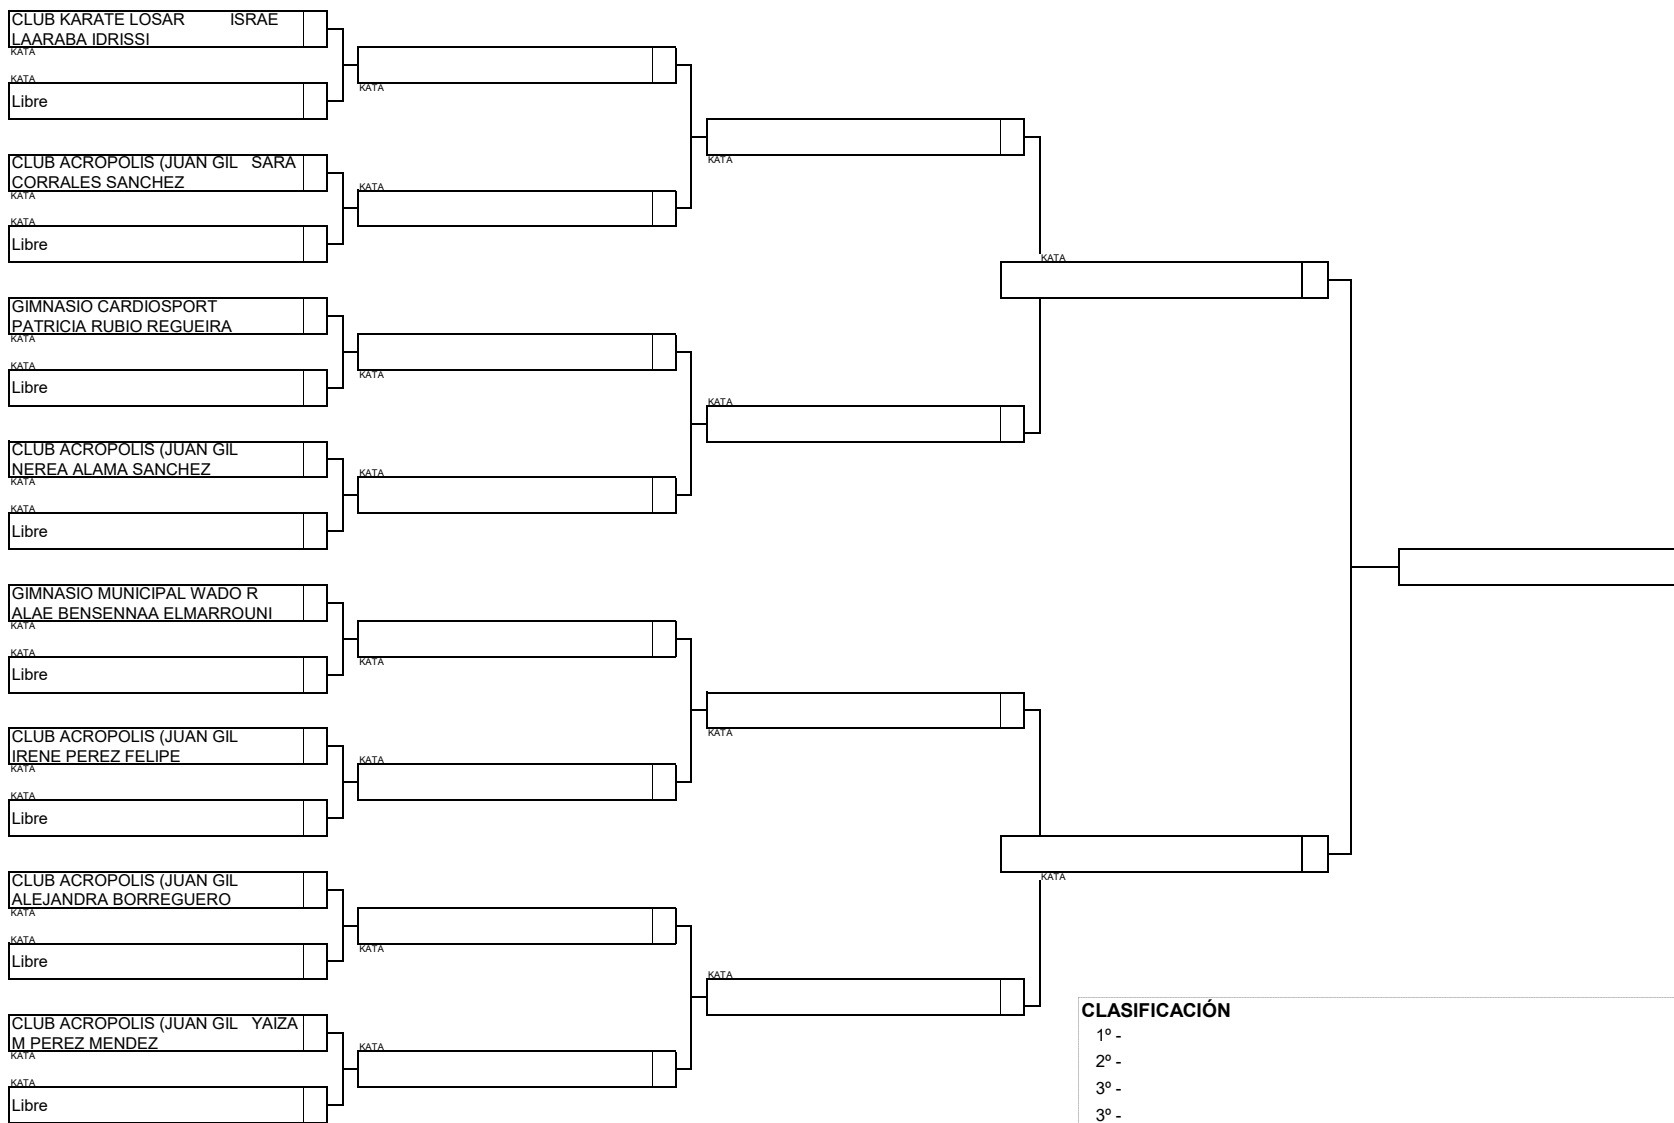 CLUB KARATE LOSAR ISRAE
LAARABA IDRISSI
KATA
KATA
Libre
CLUB ACROPOLIS (JUAN GIL SARA
CORRALES SANCHEZ
KATA
KATA
Libre
GIMNASIO CARDIOSPORT
PATRICIA RUBIO REGUEIRA
KATA
KATA
Libre
CLUB ACROPOLIS (JUAN GIL
NEREA ALAMA SANCHEZ
KATA
KATA
Libre
GIMNASIO MUNICIPAL WADO R
ALAE BENSENNAA ELMARROUNI
KATA
KATA
Libre
CLUB ACROPOLIS (JUAN GIL
IRENE PEREZ FELIPE
KATA
KATA
Libre
CLUB ACROPOLIS (JUAN GIL
ALEJANDRA BORREGUERO
KATA
KATA
Libre
CLUB ACROPOLIS (JUAN GIL YAIZA
M PEREZ MENDEZ
KATA
KATA
Libre
KATA
KATA
KATA
KATA
KATA
KATA
KATA
KATA
KATA
KATA
KATA
KATA
KATA
KATA
CLASIFICACIÓN
1º -
2º -
3º -
3º -